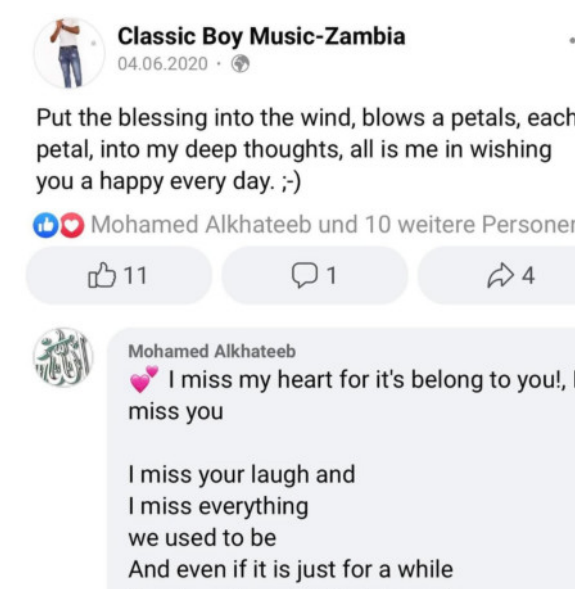 Classic Boy Music-Zambia
04.06.2020 ·
Put the blessing into the wind, blows a petals, each
petal, into my deep thoughts, all is me in wishing
you a happy every day. ;-)
Mohamed Alkhateeb und 10 weitere Personen
11 1 4
Mohamed Alkhateeb
💕 I miss my heart for it's belong to you!, I
miss you
I miss your laugh and
I miss everything
we used to be
And even if it is just for a while